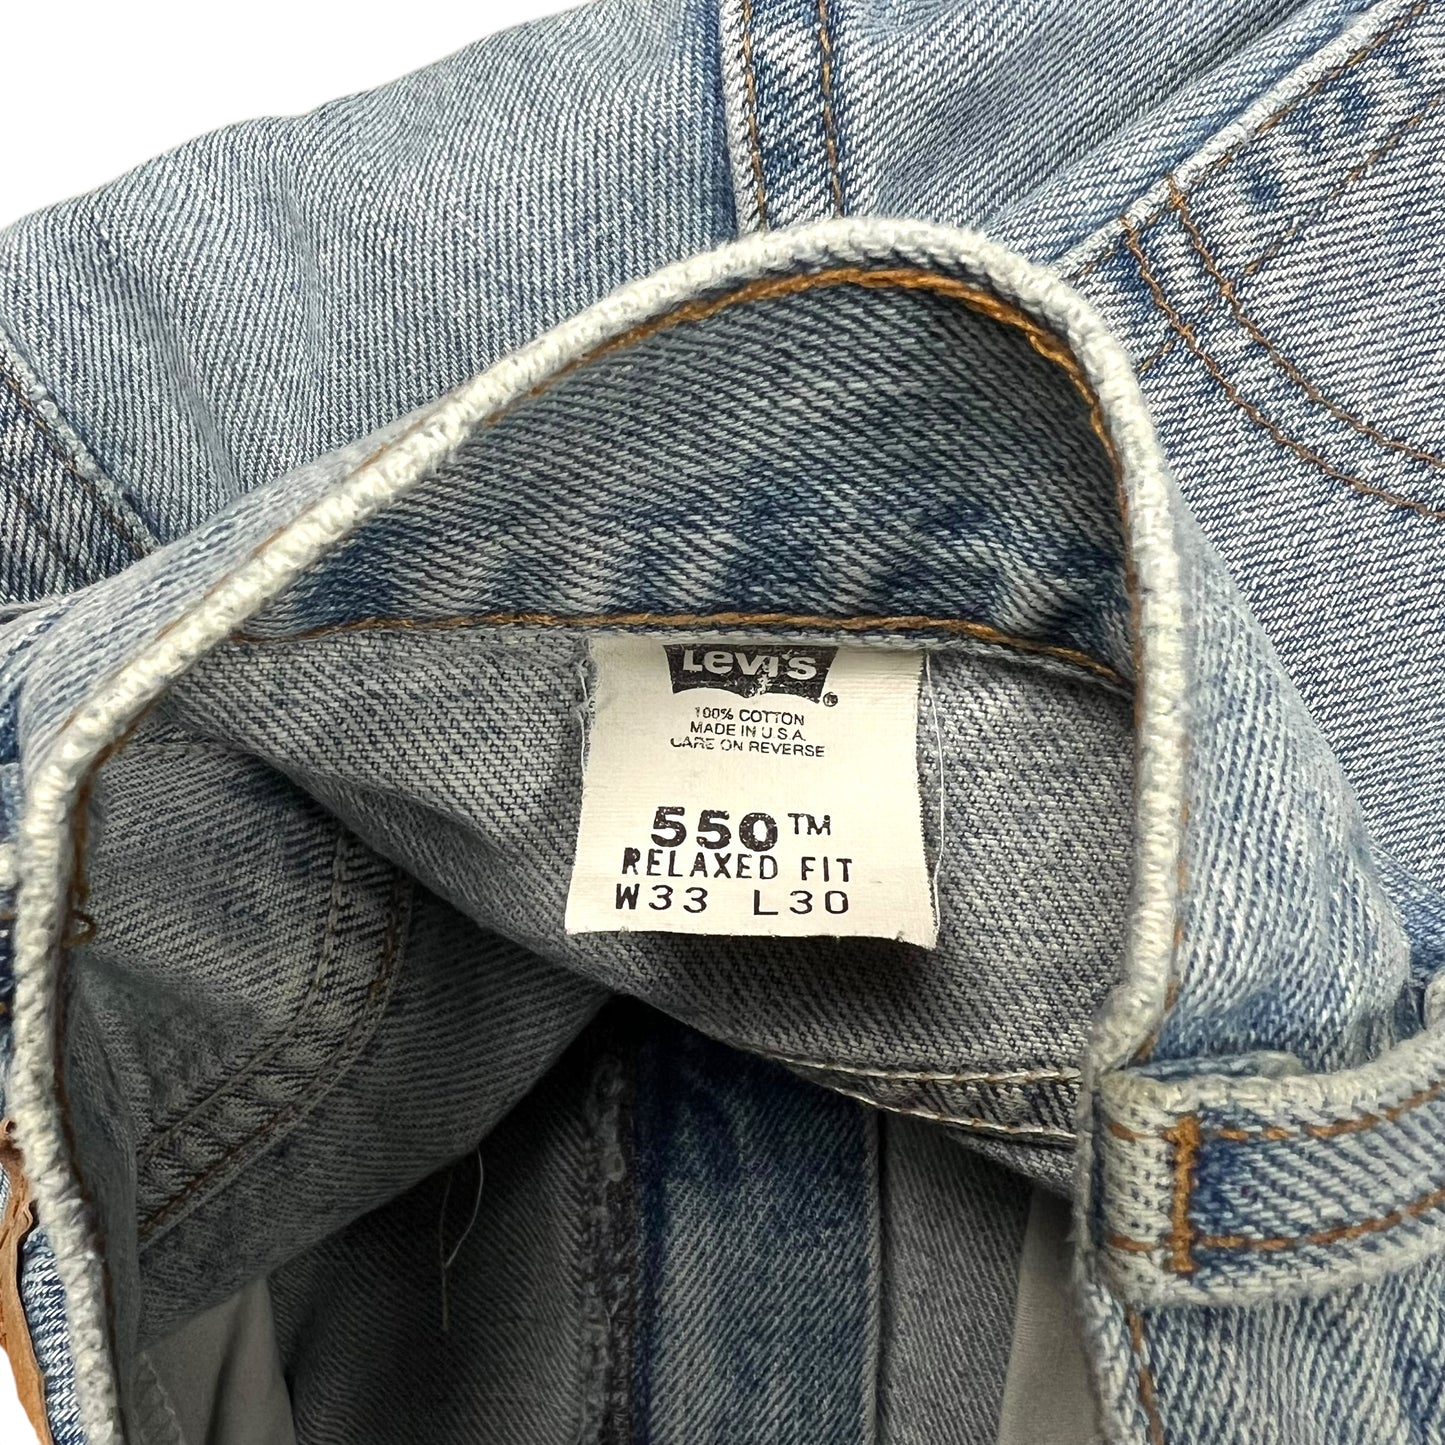 Levi's
®
100% COTTON
MADE IN U.S.A.
CARE ON REVERSE
550™
RELAXED FIT
W33 L30